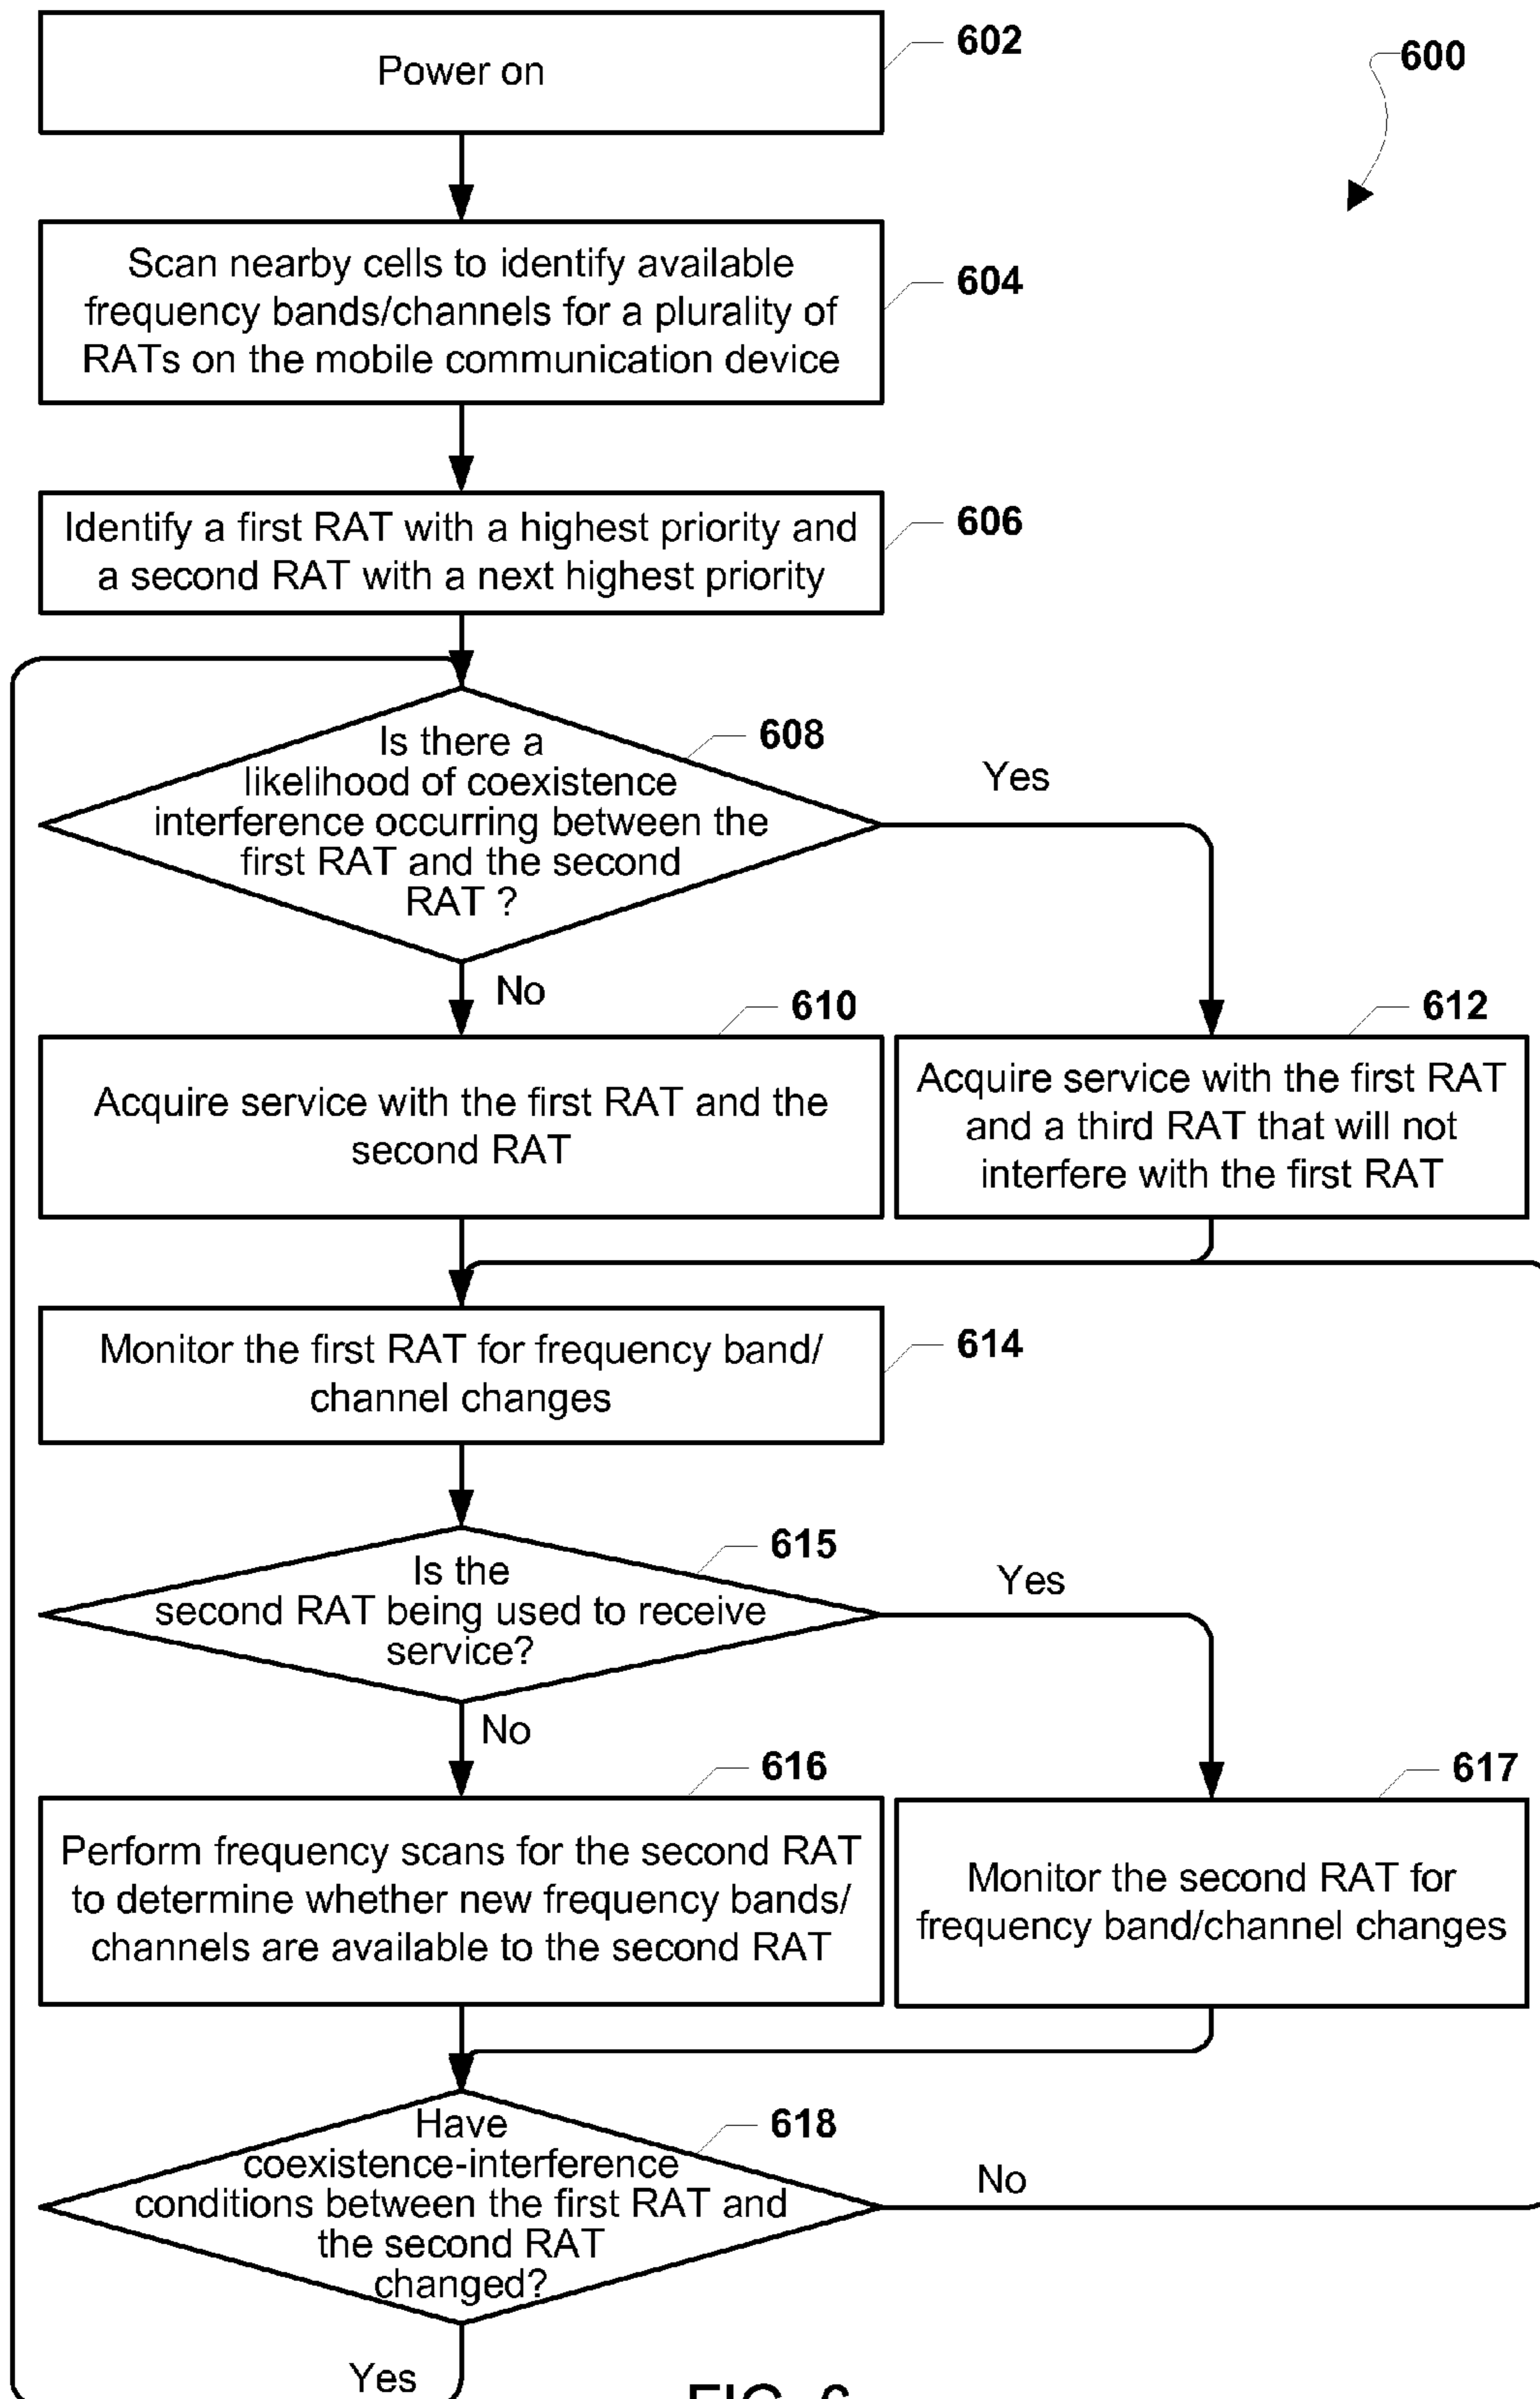 Power on
602
600
Scan nearby cells to identify available
frequency bands/channels for a plurality of
RATs on the mobile communication device
604
Identify a first RAT with a highest priority and
a second RAT with a next highest priority
606
Is there a
likelihood of coexistence
interference occurring between the
first RAT and the second
RAT ?
608
Yes
No
610
Acquire service with the first RAT and the
second RAT
612
Acquire service with the first RAT
and a third RAT that will not
interfere with the first RAT
Monitor the first RAT for frequency band/
channel changes
614
Is the
second RAT being used to receive
service?
615
Yes
No
616
Perform frequency scans for the second RAT
to determine whether new frequency bands/
channels are available to the second RAT
617
Monitor the second RAT for
frequency band/channel changes
Have
coexistence-interference
conditions between the first RAT and
the second RAT
changed?
618
No
Yes
FIG. 6